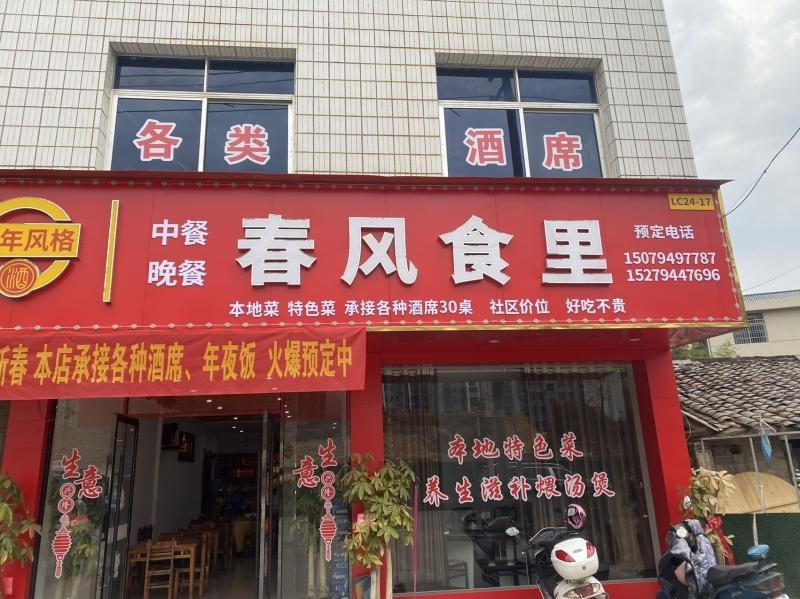 各类 酒席
LC24-17
年风格
酒
中餐
晚餐
春风食里
预定电话
15079497787
15279447696
本地菜 特色菜 承接各种酒席30桌 社区价位 好吃不贵
新春 本店承接各种酒席、年夜饭 火爆预定中
生意
生意
本地特色菜
养生滋补煨汤煲